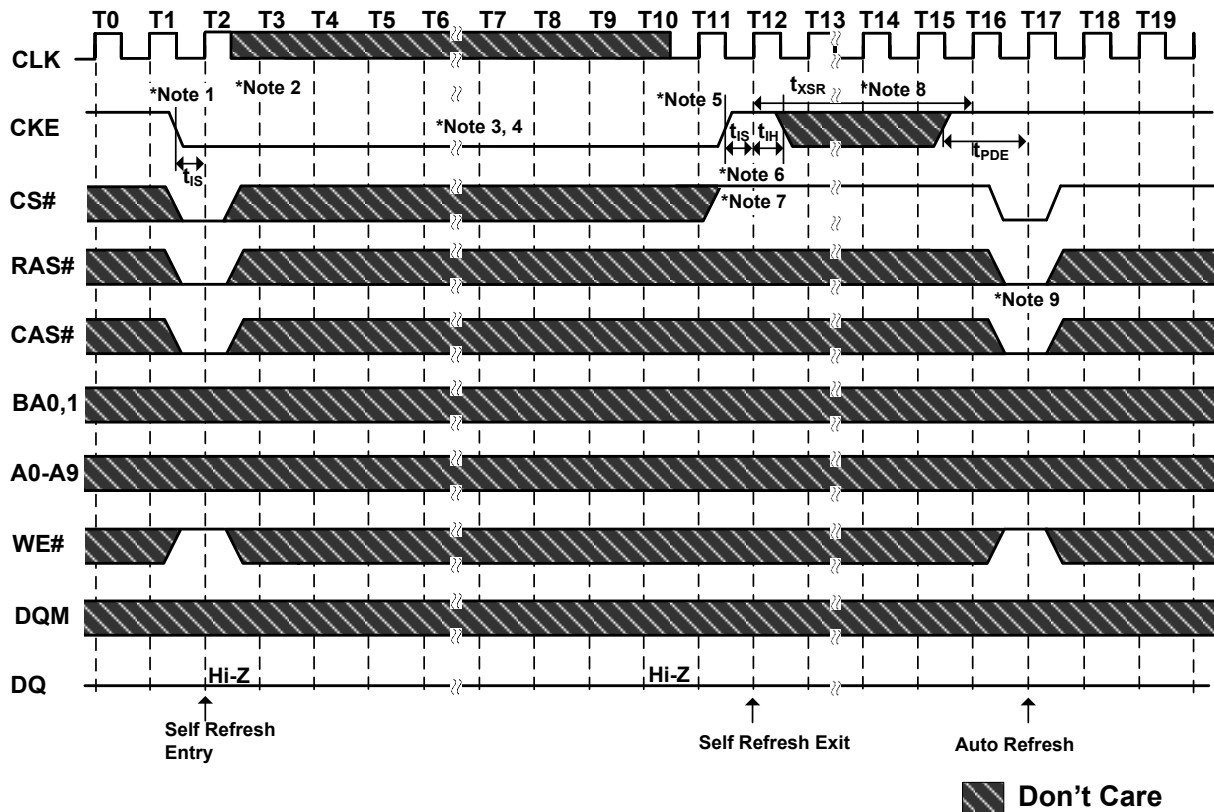 T0 T1 T2 T3 T4 T5 T6 T7 T8 T9 T10 T11 T12 T13 T14 T15 T16 T17 T18 T19
CLK
*Note 1 *Note 2 *Note 5 tXSR *Note 8
CKE *Note 3, 4 tIS tIH
tIS tPDE
*Note 6
CS# *Note 7
RAS#
*Note 9
CAS#
BA0,1
A0-A9
WE#
DQM
Hi-Z Hi-Z
DQ
Self Refresh
Entry
Self Refresh Exit
Auto Refresh
Don't Care